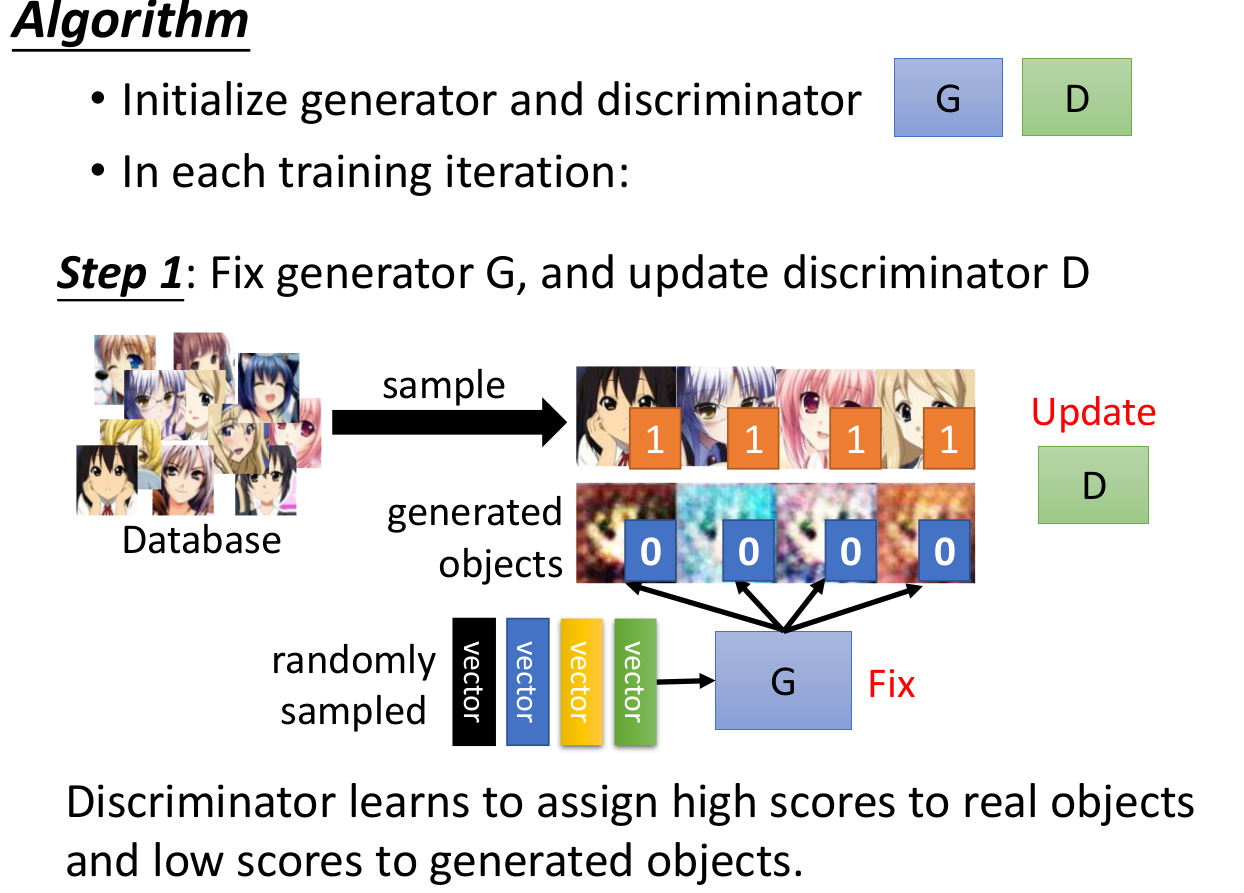 Algorithm
• Initialize generator and discriminator
G
D
• In each training iteration:
Step 1: Fix generator G, and update discriminator D
sample
Database
1
1
1
1
Update
D
generated
objects
0
0
0
0
randomly
sampled
vector
vector
vector
vector
G
Fix
Discriminator learns to assign high scores to real objects
and low scores to generated objects.